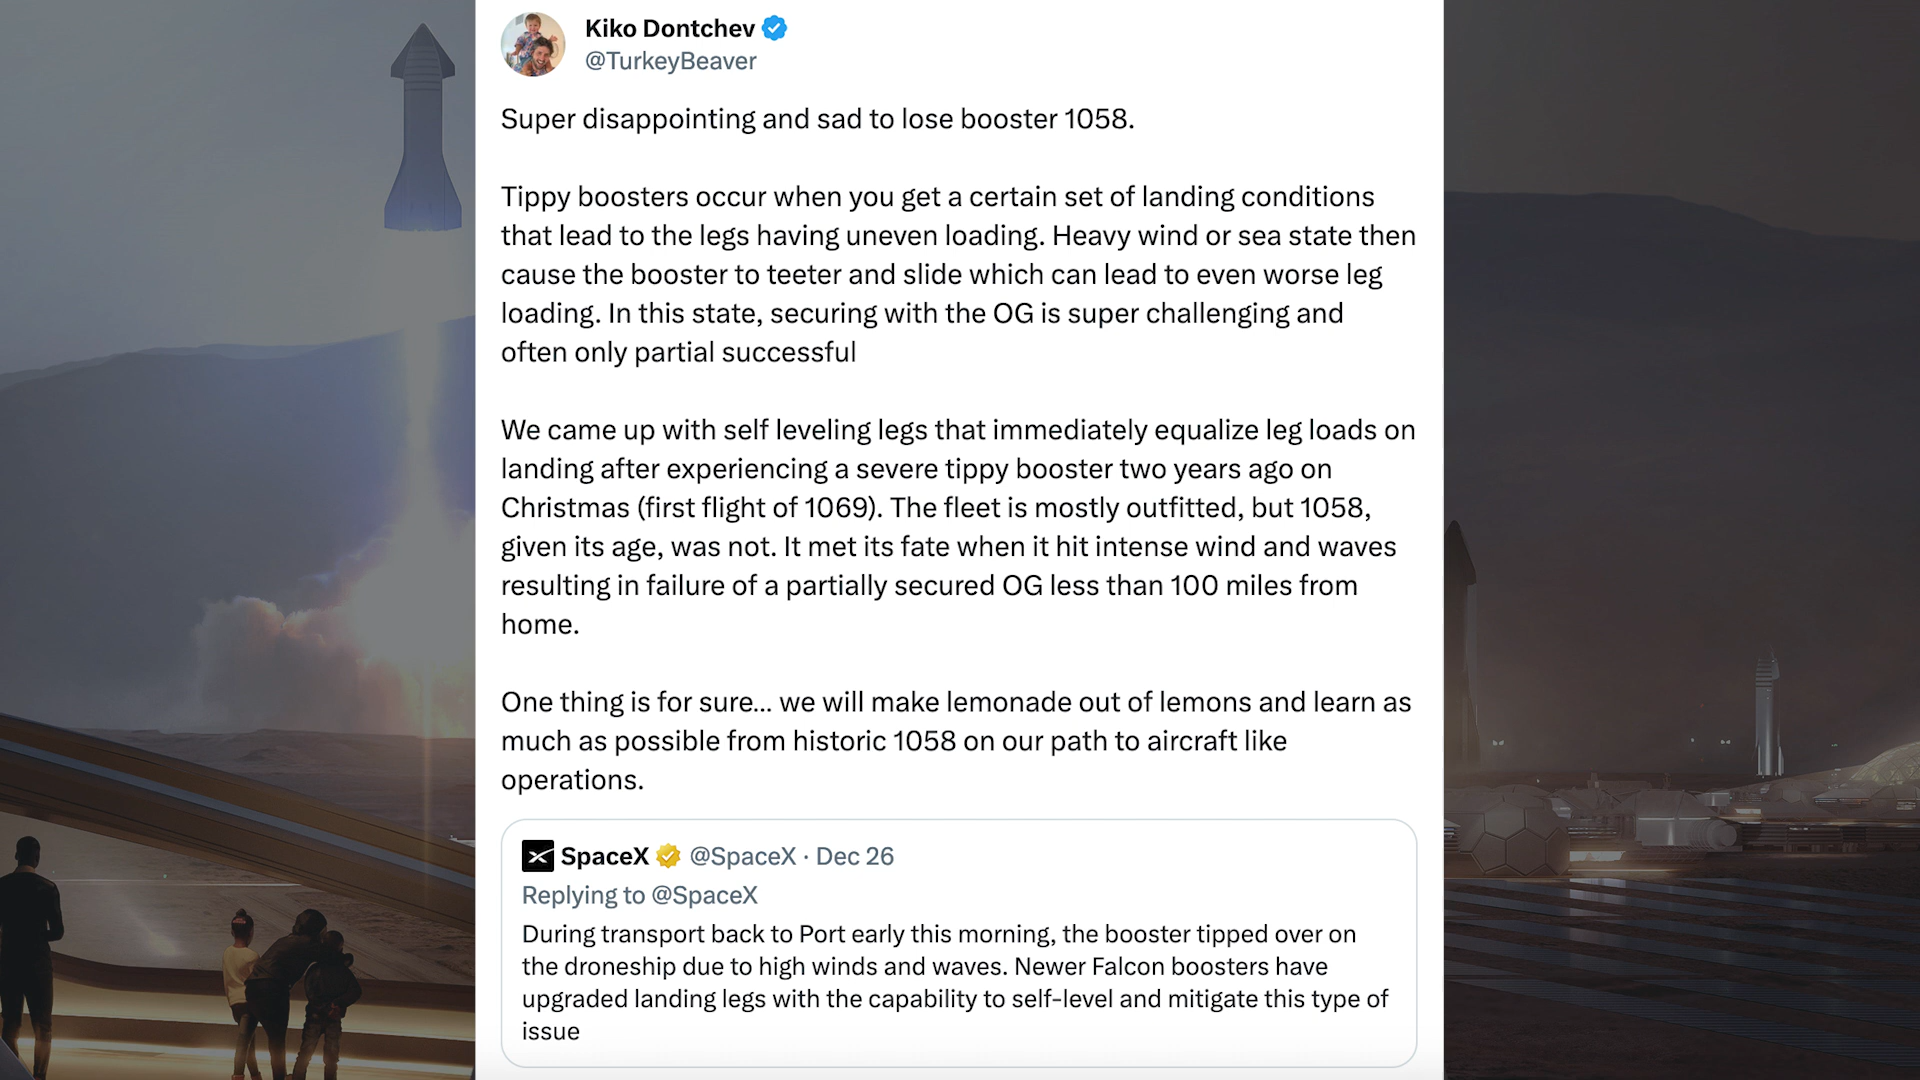 Kiko Dontchev
@TurkeyBeaver
Super disappointing and sad to lose booster 1058.
Tippy boosters occur when you get a certain set of landing conditions
that lead to the legs having uneven loading. Heavy wind or sea state then
cause the booster to teeter and slide which can lead to even worse leg
loading. In this state, securing with the OG is super challenging and
often only partial successful
We came up with self leveling legs that immediately equalize leg loads on
landing after experiencing a severe tippy booster two years ago on
Christmas (first flight of 1069). The fleet is mostly outfitted, but 1058,
given its age, was not. It met its fate when it hit intense wind and waves
resulting in failure of a partially secured OG less than 100 miles from
home.
One thing is for sure... we will make lemonade out of lemons and learn as
much as possible from historic 1058 on our path to aircraft like
operations.
SpaceX @SpaceX · Dec 26
Replying to @SpaceX
During transport back to Port early this morning, the booster tipped over on
the droneship due to high winds and waves. Newer Falcon boosters have
upgraded landing legs with the capability to self-level and mitigate this type of
issue